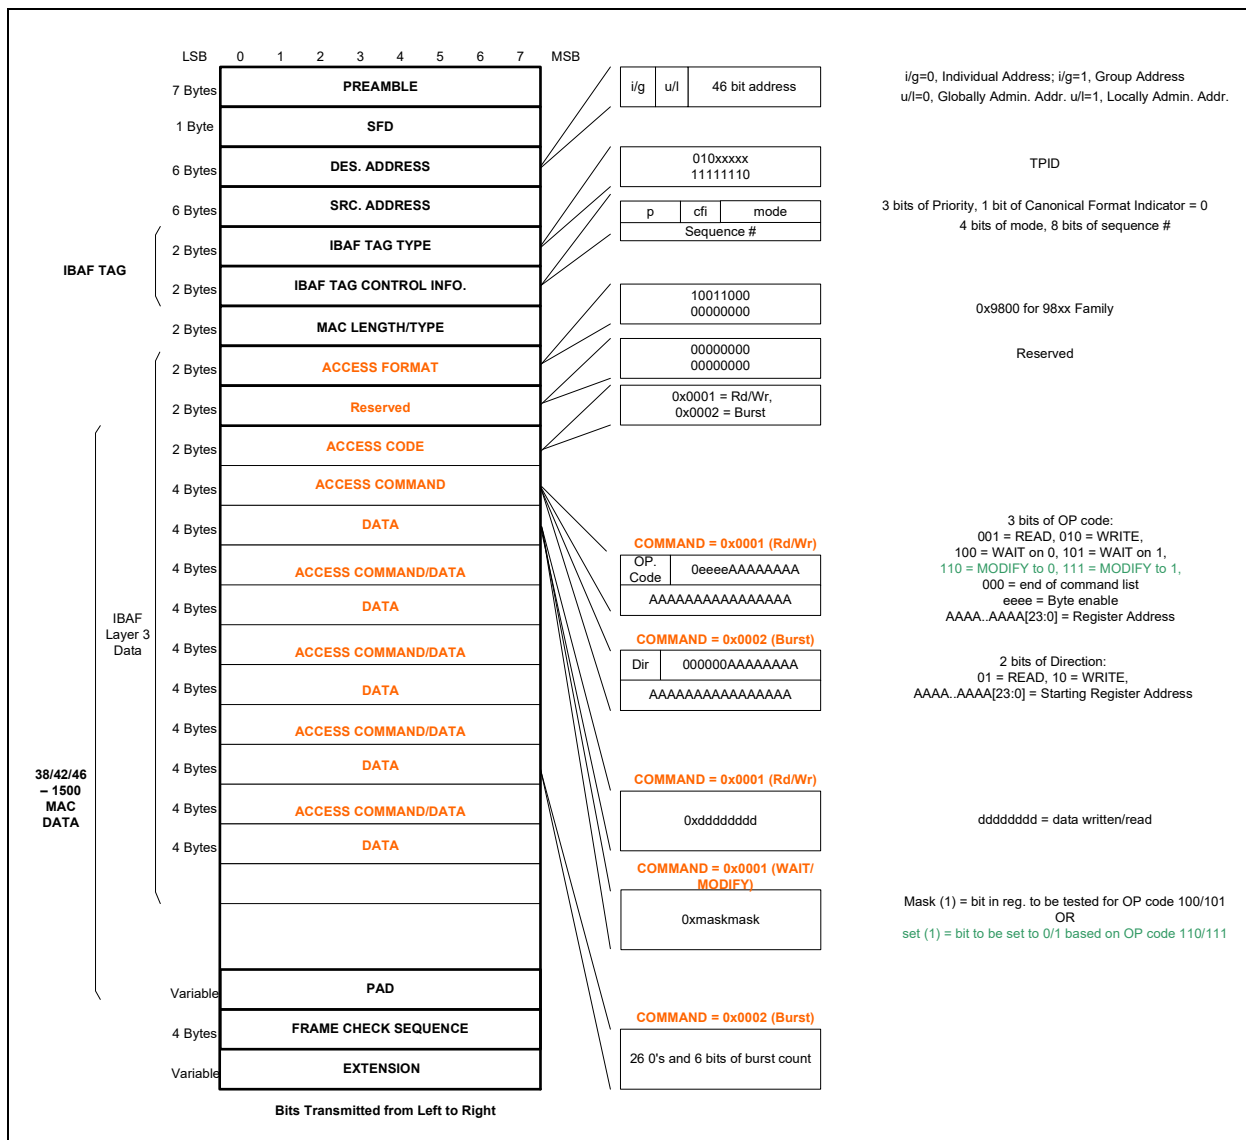 LSB 0 1 2 3 4 5 6 7 MSB
7 Bytes PREAMBLE
1 Byte SFD
6 Bytes DES. ADDRESS
6 Bytes SRC. ADDRESS
IBAF TAG
2 Bytes IBAF TAG TYPE
2 Bytes IBAF TAG CONTROL INFO.
2 Bytes MAC LENGTH/TYPE
2 Bytes ACCESS FORMAT
2 Bytes Reserved
2 Bytes ACCESS CODE
4 Bytes ACCESS COMMAND
4 Bytes DATA
4 Bytes ACCESS COMMAND/DATA
4 Bytes DATA
4 Bytes ACCESS COMMAND/DATA
4 Bytes DATA
4 Bytes ACCESS COMMAND/DATA
4 Bytes DATA
4 Bytes ACCESS COMMAND/DATA
4 Bytes DATA
IBAF
Layer 3
Data
38/42/46
– 1500
MAC
DATA
Variable PAD
4 Bytes FRAME CHECK SEQUENCE
Variable EXTENSION
Bits Transmitted from Left to Right
i/g u/l 46 bit address
i/g=0, Individual Address; i/g=1, Group Address
u/l=0, Globally Admin. Addr. u/l=1, Locally Admin. Addr.
010xxxxx
11111110
TPID
p cfi mode
Sequence #
3 bits of Priority, 1 bit of Canonical Format Indicator = 0
4 bits of mode, 8 bits of sequence #
10011000
00000000
0x9800 for 98xx Family
00000000
00000000
Reserved
0x0001 = Rd/Wr,
0x0002 = Burst
COMMAND = 0x0001 (Rd/Wr)
OP.
Code
0eeeeAAAAAAAA
AAAAAAAAAAAAAAAA
3 bits of OP code:
001 = READ, 010 = WRITE,
100 = WAIT on 0, 101 = WAIT on 1,
110 = MODIFY to 0, 111 = MODIFY to 1,
000 = end of command list
eeee = Byte enable
AAAA..AAAA[23:0] = Register Address
COMMAND = 0x0002 (Burst)
Dir 000000AAAAAAAA
AAAAAAAAAAAAAAAA
2 bits of Direction:
01 = READ, 10 = WRITE,
AAAA..AAAA[23:0] = Starting Register Address
COMMAND = 0x0001 (Rd/Wr)
0xdddddddd
dddddddd = data written/read
COMMAND = 0x0001 (WAIT/
MODIFY)
0xmaskmask
Mask (1) = bit in reg. to be tested for OP code 100/101
OR
set (1) = bit to be set to 0/1 based on OP code 110/111
COMMAND = 0x0002 (Burst)
26 0's and 6 bits of burst count